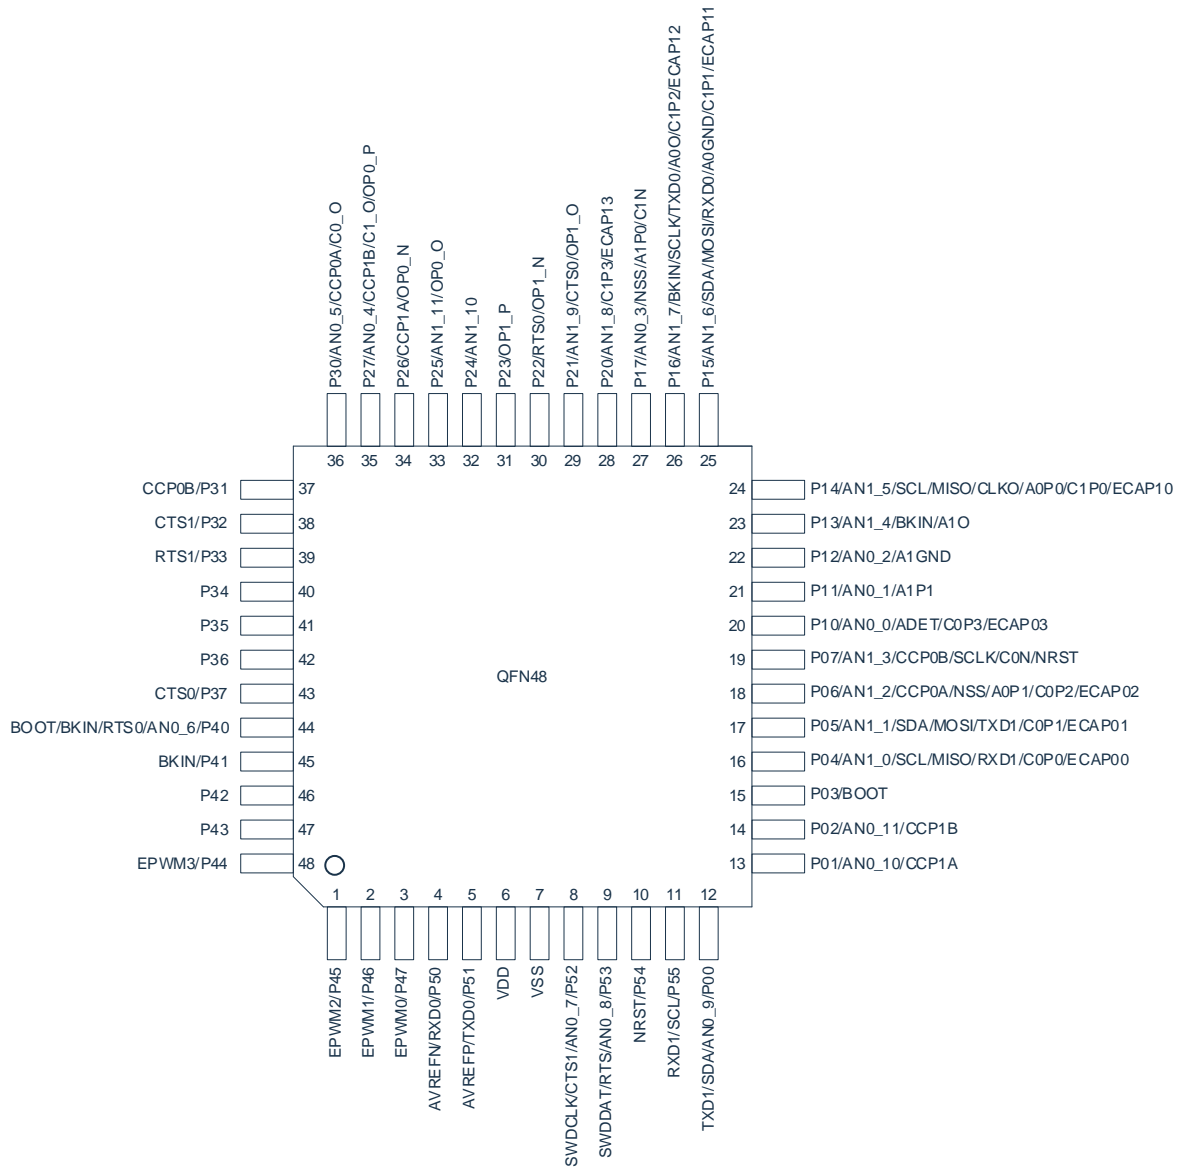 P30/AN0_5/CCP0A/C0_O
P27/AN0_4/CCP1B/C1_O/OP0_P
P26/CCP1A/OP0_N
P25/AN1_11/OP0_O
P24/AN1_10
P23/OP1_P
P22/RTS0/OP1_N
P21/AN1_9/CTS0/OP1_O
P20/AN1_8/C1P3/ECAP13
P17/AN0_3/NSS/A1P0/C1N
P16/AN1_7/BKIN/SCLK/TXD0/A0O/C1P2/ECAP12
P15/AN1_6/SDA/MOSI/RXD0/A0GND/C1P1/ECAP11
36 35 34 33 32 31 30 29 28 27 26 25
CCP0B/P31 37
CTS1/P32 38
RTS1/P33 39
P34 40
P35 41
P36 42
CTS0/P37 43
BOOT/BKIN/RTS0/AN0_6/P40 44
BKIN/P41 45
P42 46
P43 47
EPWM3/P44 48
QFN48
24 P14/AN1_5/SCL/MISO/CLKO/A0P0/C1P0/ECAP10
23 P13/AN1_4/BKIN/A1O
22 P12/AN0_2/A1GND
21 P11/AN0_1/A1P1
20 P10/AN0_0/ADET/C0P3/ECAP03
19 P07/AN1_3/CCP0B/SCLK/C0N/NRST
18 P06/AN1_2/CCP0A/NSS/A0P1/C0P2/ECAP02
17 P05/AN1_1/SDA/MOSI/TXD1/C0P1/ECAP01
16 P04/AN1_0/SCL/MISO/RXD1/C0P0/ECAP00
15 P03/BOOT
14 P02/AN0_11/CCP1B
13 P01/AN0_10/CCP1A
1 2 3 4 5 6 7 8 9 10 11 12
EPWM2/P45
EPWM1/P46
EPWM0/P47
AVREFN/RXD0/P50
AVREFP/TXD0/P51
VDD
VSS
SWDCLK/CTS1/AN0_7/P52
SWDDAT/RTS/AN0_8/P53
NRST/P54
RXD1/SCL/P55
TXD1/SDA/AN0_9/P00